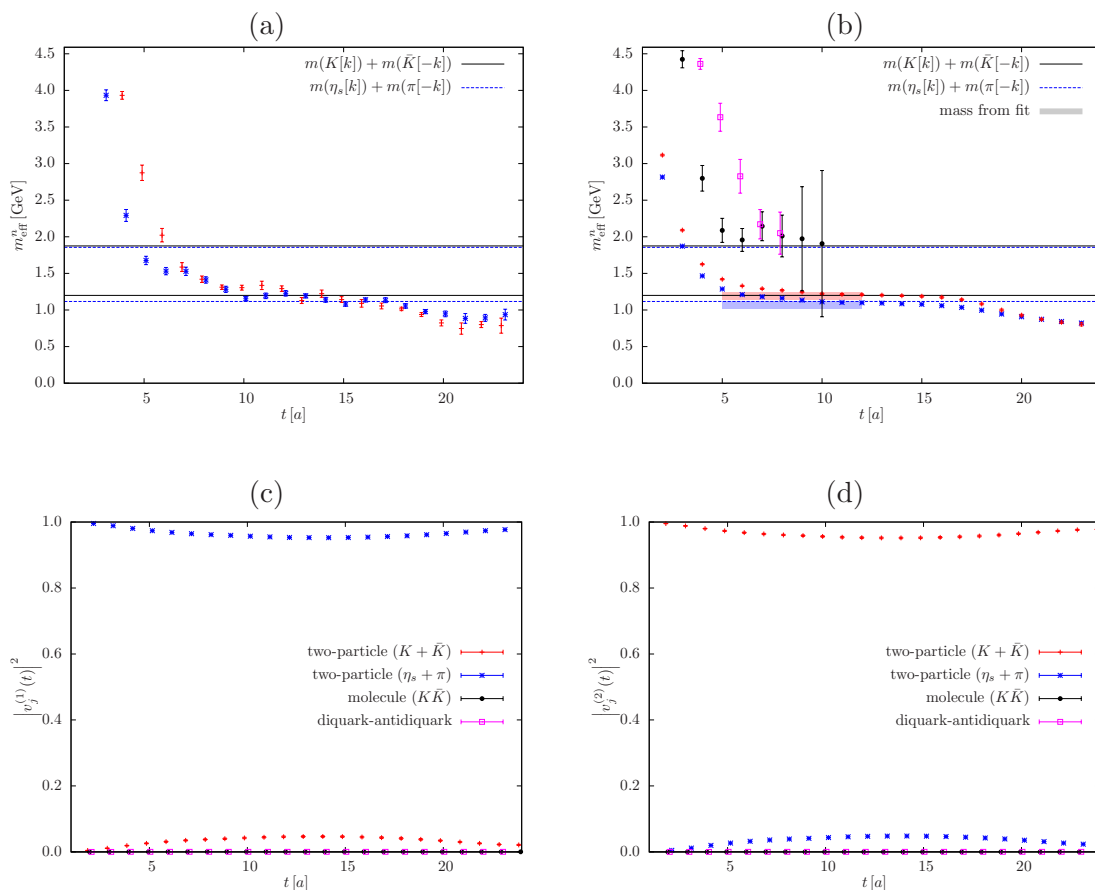 (a)
4.5
4.0
3.5
3.0
2.5
2.0
1.5
1.0
0.5
0.0
m^n_eff [GeV]
m(K[k]) + m(K̄[−k])
m(η_s[k]) + m(π[−k])
5
10
15
20
t [a]
(b)
4.5
4.0
3.5
3.0
2.5
2.0
1.5
1.0
0.5
0.0
m^n_eff [GeV]
m(K[k]) + m(K̄[−k])
m(η_s[k]) + m(π[−k])
mass from fit
5
10
15
20
t [a]
(c)
1.0
0.8
0.6
0.4
0.2
0.0
|v_j^(1)(t)|^2
two-particle (K + K̄)
two-particle (η_s + π)
molecule (KK̄)
diquark-antidiquark
5
10
15
20
t [a]
(d)
1.0
0.8
0.6
0.4
0.2
0.0
|v_j^(2)(t)|^2
two-particle (K + K̄)
two-particle (η_s + π)
molecule (KK̄)
diquark-antidiquark
5
10
15
20
t [a]